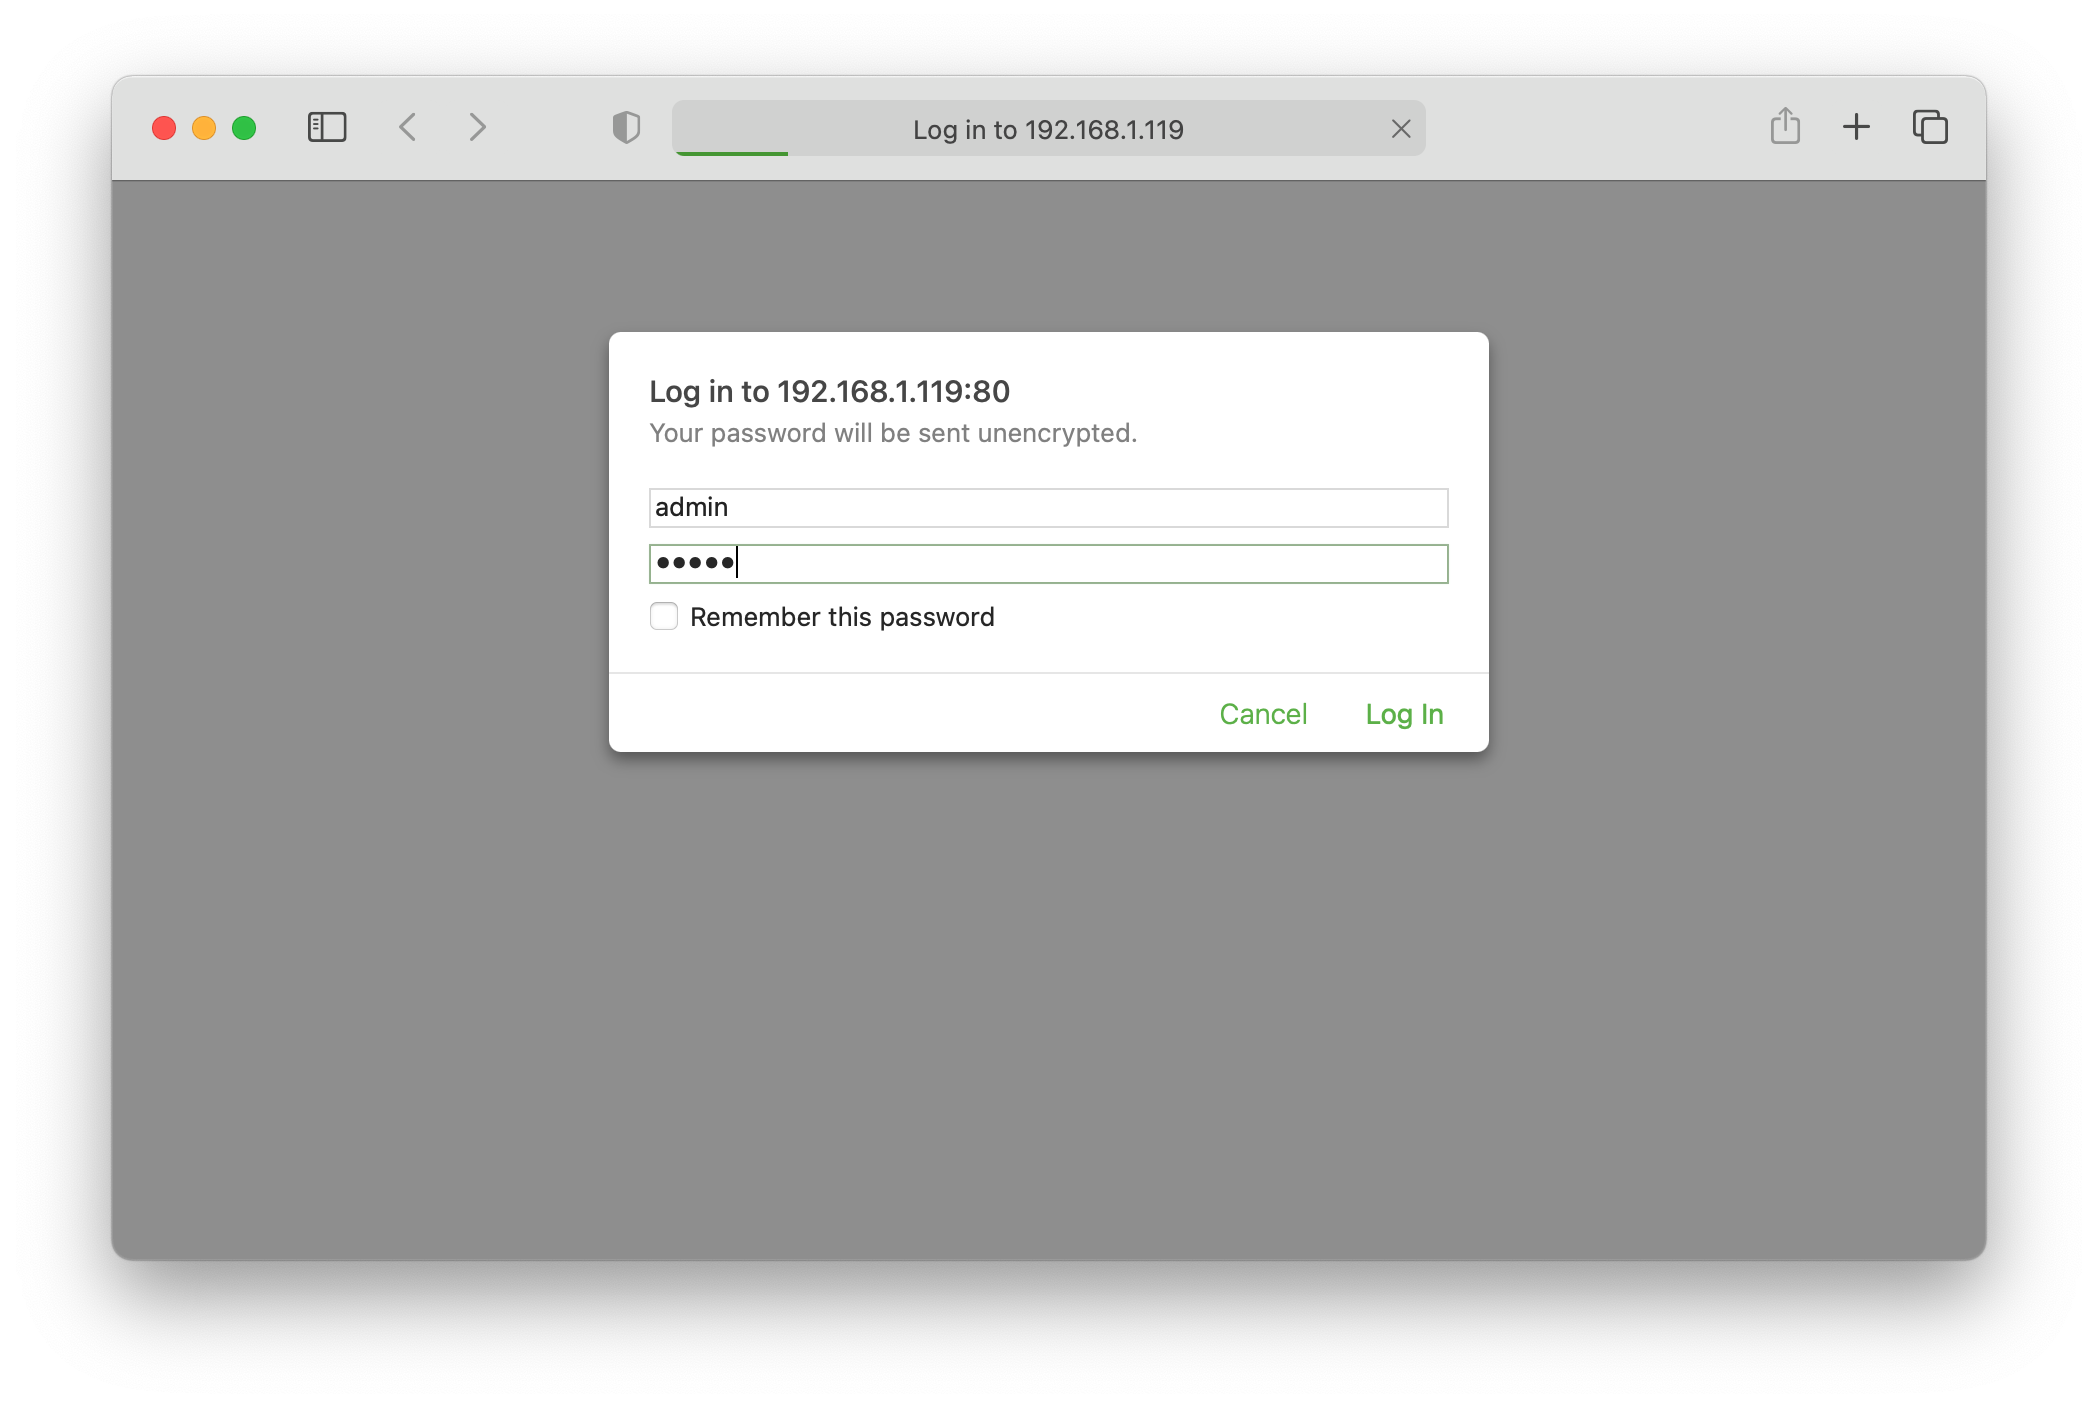 Log in to 192.168.1.119
Log in to 192.168.1.119:80
Your password will be sent unencrypted.
admin
•••••
Remember this password
Cancel Log In